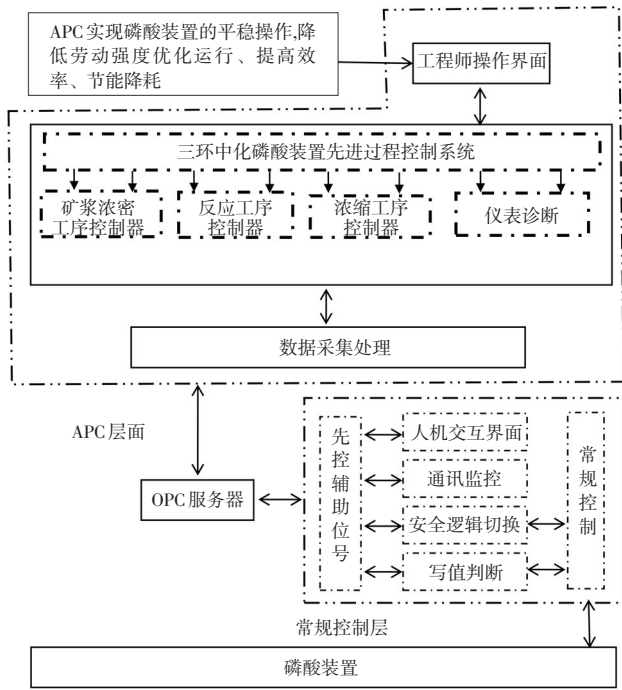 APC实现磷酸装置的平稳操作,降
低劳动强度优化运行、提高效
率、节能降耗
工程师操作界面
三环中化磷酸装置先进过程控制系统
矿浆浓密
工序控制器
反应工序
控制器
浓缩工序
控制器
仪表诊断
数据采集处理
APC层面
OPC服务器
先控辅助位号
人机交互界面
通讯监控
安全逻辑切换
写值判断
常规控制
常规控制层
磷酸装置